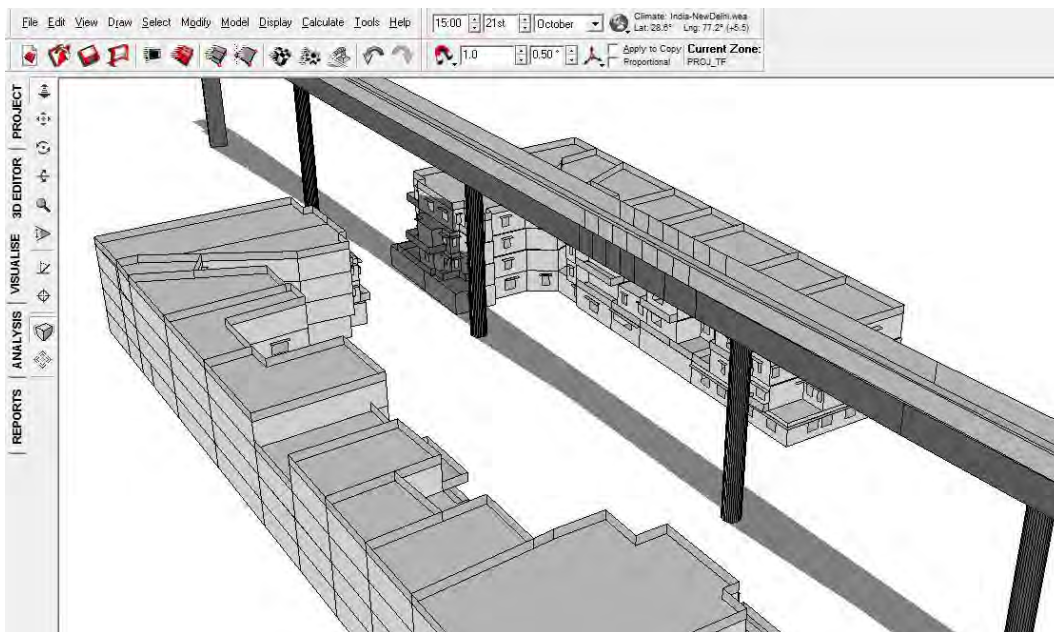 File Edit View Draw Select Modify Model Display Calculate Tools Help
15:00 21st October
Climate: India-NewDelhi.wea
Lat: 28.6° Lng: 77.2° (+5.5)
1.0 0.50 °
Apply to Copy
Proportional
Current Zone:
PROJ_TF
PROJECT
3D EDITOR
VISUALISE
ANALYSIS
REPORTS